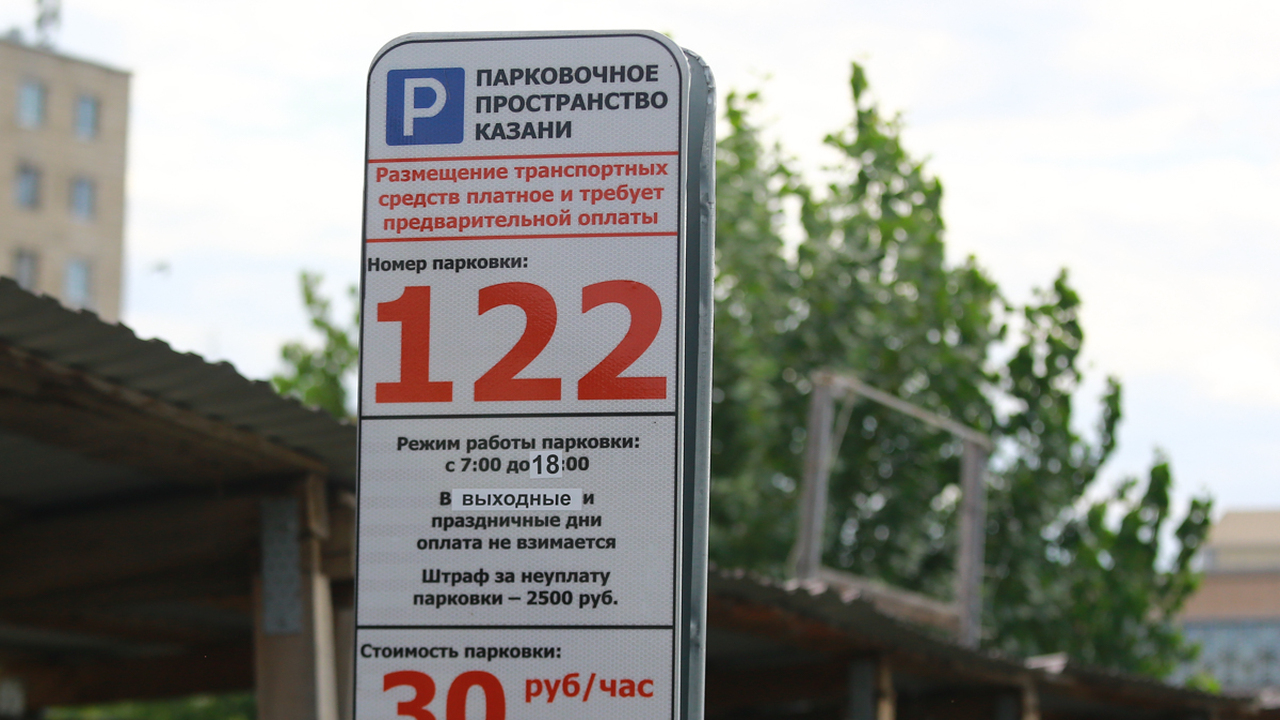 P
ПАРКОВОЧНОЕ
ПРОСТРАНСТВО
КАЗАНИ
Размещение транспортных
средств платное и требует
предварительной оплаты
Номер парковки:
122
Режим работы парковки:
с 7:00 до 18:00
В выходные и
праздничные дни
оплата не взимается
Штраф за неуплату
парковки – 2500 руб.
Стоимость парковки:
30 руб/час